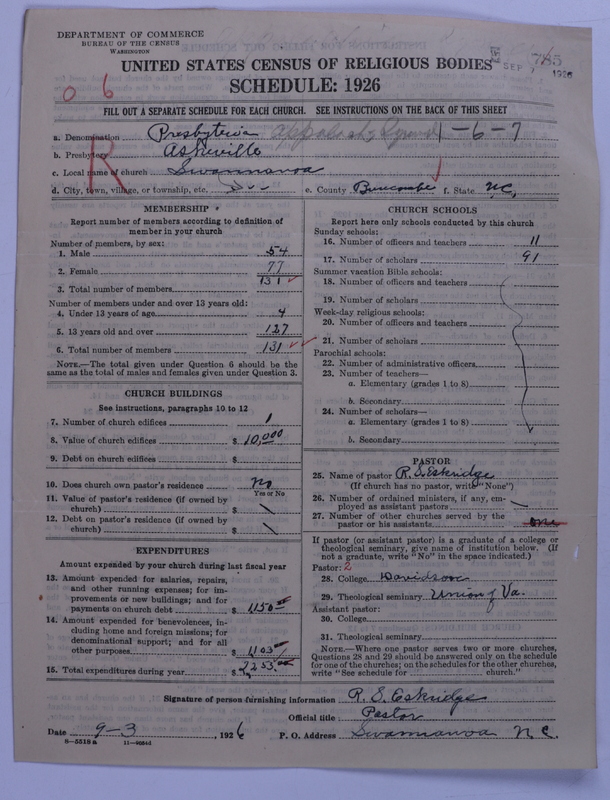 DEPARTMENT OF COMMERCE
BUREAU OF THE CENSUS
WASHINGTON
UNITED STATES CENSUS OF RELIGIOUS BODIES
SEP 1926
785
SCHEDULE: 1926
06
FILL OUT A SEPARATE SCHEDULE FOR EACH CHURCH. SEE INSTRUCTIONS ON THE BACK OF THIS SHEET
R
a. Denomination Presbyterian 1-6-7
b. Presbytery Asheville
c. Local name of church Swannanoa
d. City, town, village, or township, etc. e. County Buncombe f. State N.C.
MEMBERSHIP
Report number of members according to definition of
member in your church
Number of members, by sex:
1. Male 54
2. Female 77
3. Total number of members 131
Number of members under and over 13 years old:
4. Under 13 years of age 4
5. 13 years old and over 127
6. Total number of members 131
NOTE.—The total given under Question 6 should be the
same as the total of males and females given under Question 3.
CHURCH BUILDINGS
See instructions, paragraphs 10 to 12
7. Number of church edifices 1
8. Value of church edifices $ 10,000
9. Debt on church edifices $
10. Does church own pastor's residence No
Yes or No
11. Value of pastor's residence (if owned by
church) $ \
12. Debt on pastor's residence (if owned by
church) $ \
EXPENDITURES
Amount expended by your church during last fiscal year
13. Amount expended for salaries, repairs,
and other running expenses; for im-
provements or new buildings; and for
payments on church debt $ 1150.00
14. Amount expended for benevolences, in-
cluding home and foreign missions; for
denominational support; and for all
other purposes $ 1103
15. Total expenditures during year $ 2253.00
CHURCH SCHOOLS
Report here only schools conducted by this church
Sunday schools:
16. Number of officers and teachers 11
17. Number of scholars 91
Summer vacation Bible schools:
18. Number of officers and teachers
19. Number of scholars
Week-day religious schools:
20. Number of officers and teachers
21. Number of scholars
Parochial schools:
22. Number of administrative officers
23. Number of teachers—
a. Elementary (grades 1 to 8)
b. Secondary
24. Number of scholars—
a. Elementary (grades 1 to 8)
b. Secondary
PASTOR
25. Name of pastor R. S. Eskridge
(If church has no pastor, write "None")
26. Number of ordained ministers, if any, em-
ployed as assistant pastors
27. Number of other churches served by the
pastor or his assistants one
If pastor (or assistant pastor) is a graduate of a college or
theological seminary, give name of institution below. (If
not a graduate, write "No" in the space indicated.)
Pastor: 2
28. College Davidson
29. Theological seminary Union of Va.
Assistant pastor:
30. College
31. Theological seminary
NOTE.—Where one pastor serves two or more churches,
Questions 28 and 29 should be answered only on the schedule
for one of the churches; on the schedules for the other churches,
write "See schedule for church."
Signature of person furnishing information R. S. Eskridge
Official title: Pastor
Date 9-3, 1926 P. O. Address Swannanoa N.C.
8—5518 a